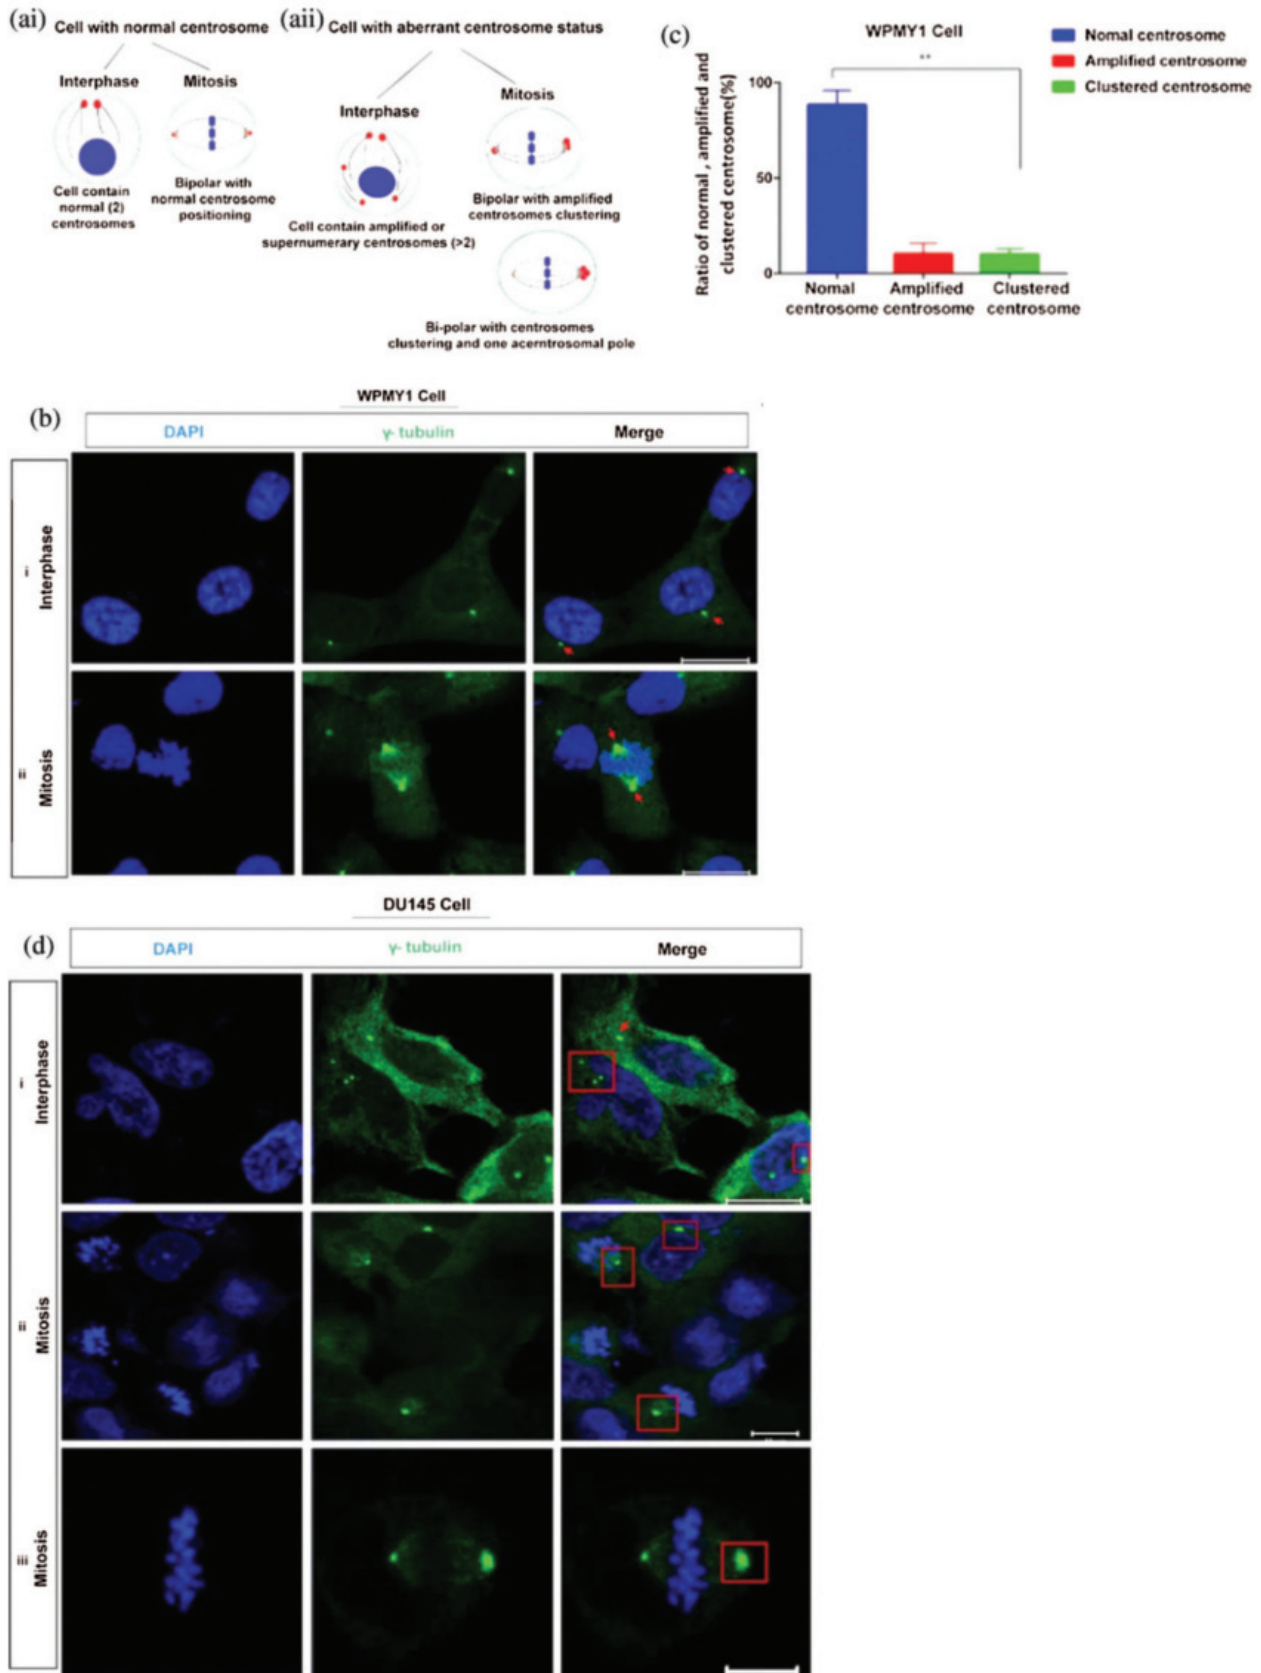 (ai)
Cell with normal centrosome
Interphase
Mitosis
Cell contain
normal (2)
centrosomes
Bipolar with
normal centrosome
positioning
(aii)
Cell with aberrant centrosome status
Interphase
Mitosis
Cell contain amplified or
supernumerary centrosomes (>2)
Bipolar with amplified
centrosomes clustering
Bi-polar with centrosomes
clustering and one acerntrosomal pole
(c)
WPMY1 Cell
Nomal centrosome
Amplified centrosome
Clustered centrosome
Ratio of normal , amplified and
clustered centrosome(%)
100
50
0
**
Nomal
centrosome
Amplified
centrosome
Clustered
centrosome
WPMY1 Cell
(b)
DAPI
γ- tubulin
Merge
i
Interphase
ii
Mitosis
DU145 Cell
(d)
DAPI
γ- tubulin
Merge
i
Interphase
ii
Mitosis
iii
Mitosis